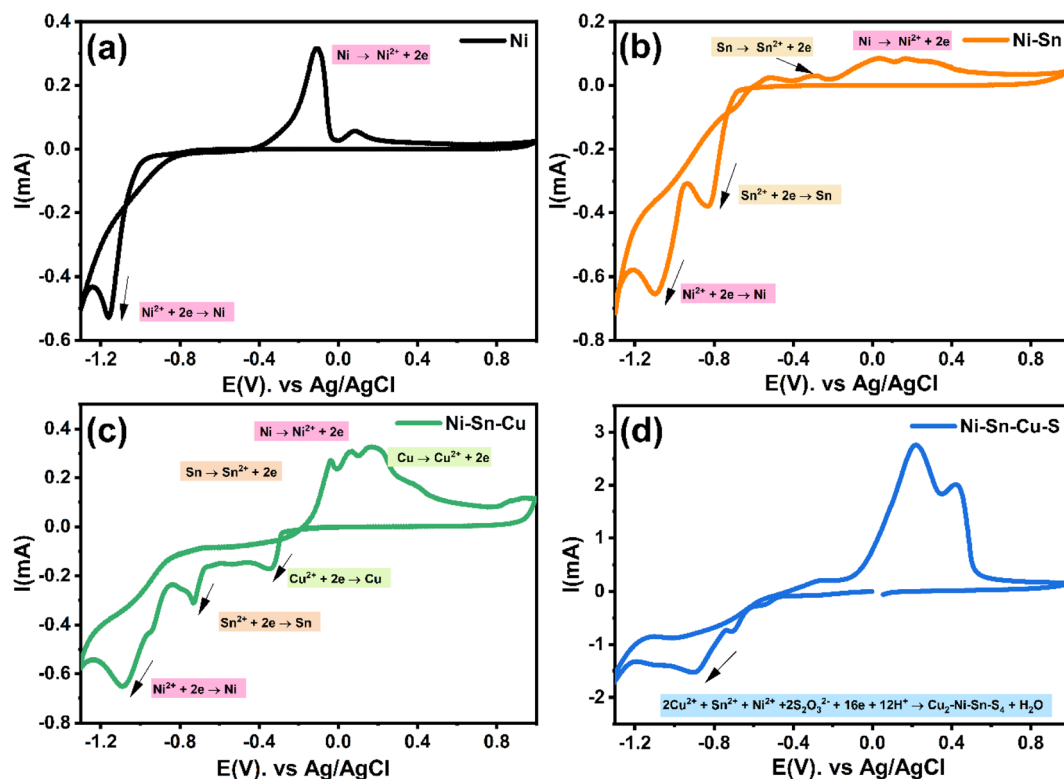 (a)
Ni
Ni → Ni²⁺ + 2e
Ni²⁺ + 2e → Ni
0.4
0.2
0.0
-0.2
-0.4
-0.6
I(mA)
-1.2 -0.8 -0.4 0.0 0.4 0.8
E(V). vs Ag/AgCl
(b)
Ni-Sn
Sn → Sn²⁺ + 2e
Ni → Ni²⁺ + 2e
Sn²⁺ + 2e → Sn
Ni²⁺ + 2e → Ni
0.2
0.0
-0.2
-0.4
-0.6
-0.8
I(mA)
-1.2 -0.8 -0.4 0.0 0.4 0.8
E(V). vs Ag/AgCl
(c)
Ni-Sn-Cu
Ni → Ni²⁺ + 2e
Cu → Cu²⁺ + 2e
Sn → Sn²⁺ + 2e
Cu²⁺ + 2e → Cu
Sn²⁺ + 2e → Sn
Ni²⁺ + 2e → Ni
0.4
0.2
0.0
-0.2
-0.4
-0.6
-0.8
I(mA)
-1.2 -0.8 -0.4 0.0 0.4 0.8
E(V). vs Ag/AgCl
(d)
Ni-Sn-Cu-S
2Cu²⁺ + Sn²⁺ + Ni²⁺ +2S₂O₃²⁻ + 16e + 12H⁺ → Cu₂-Ni-Sn-S₄ + H₂O
3
2
1
0
-1
-2
I(mA)
-1.2 -0.8 -0.4 0.0 0.4 0.8
E(V). vs Ag/AgCl